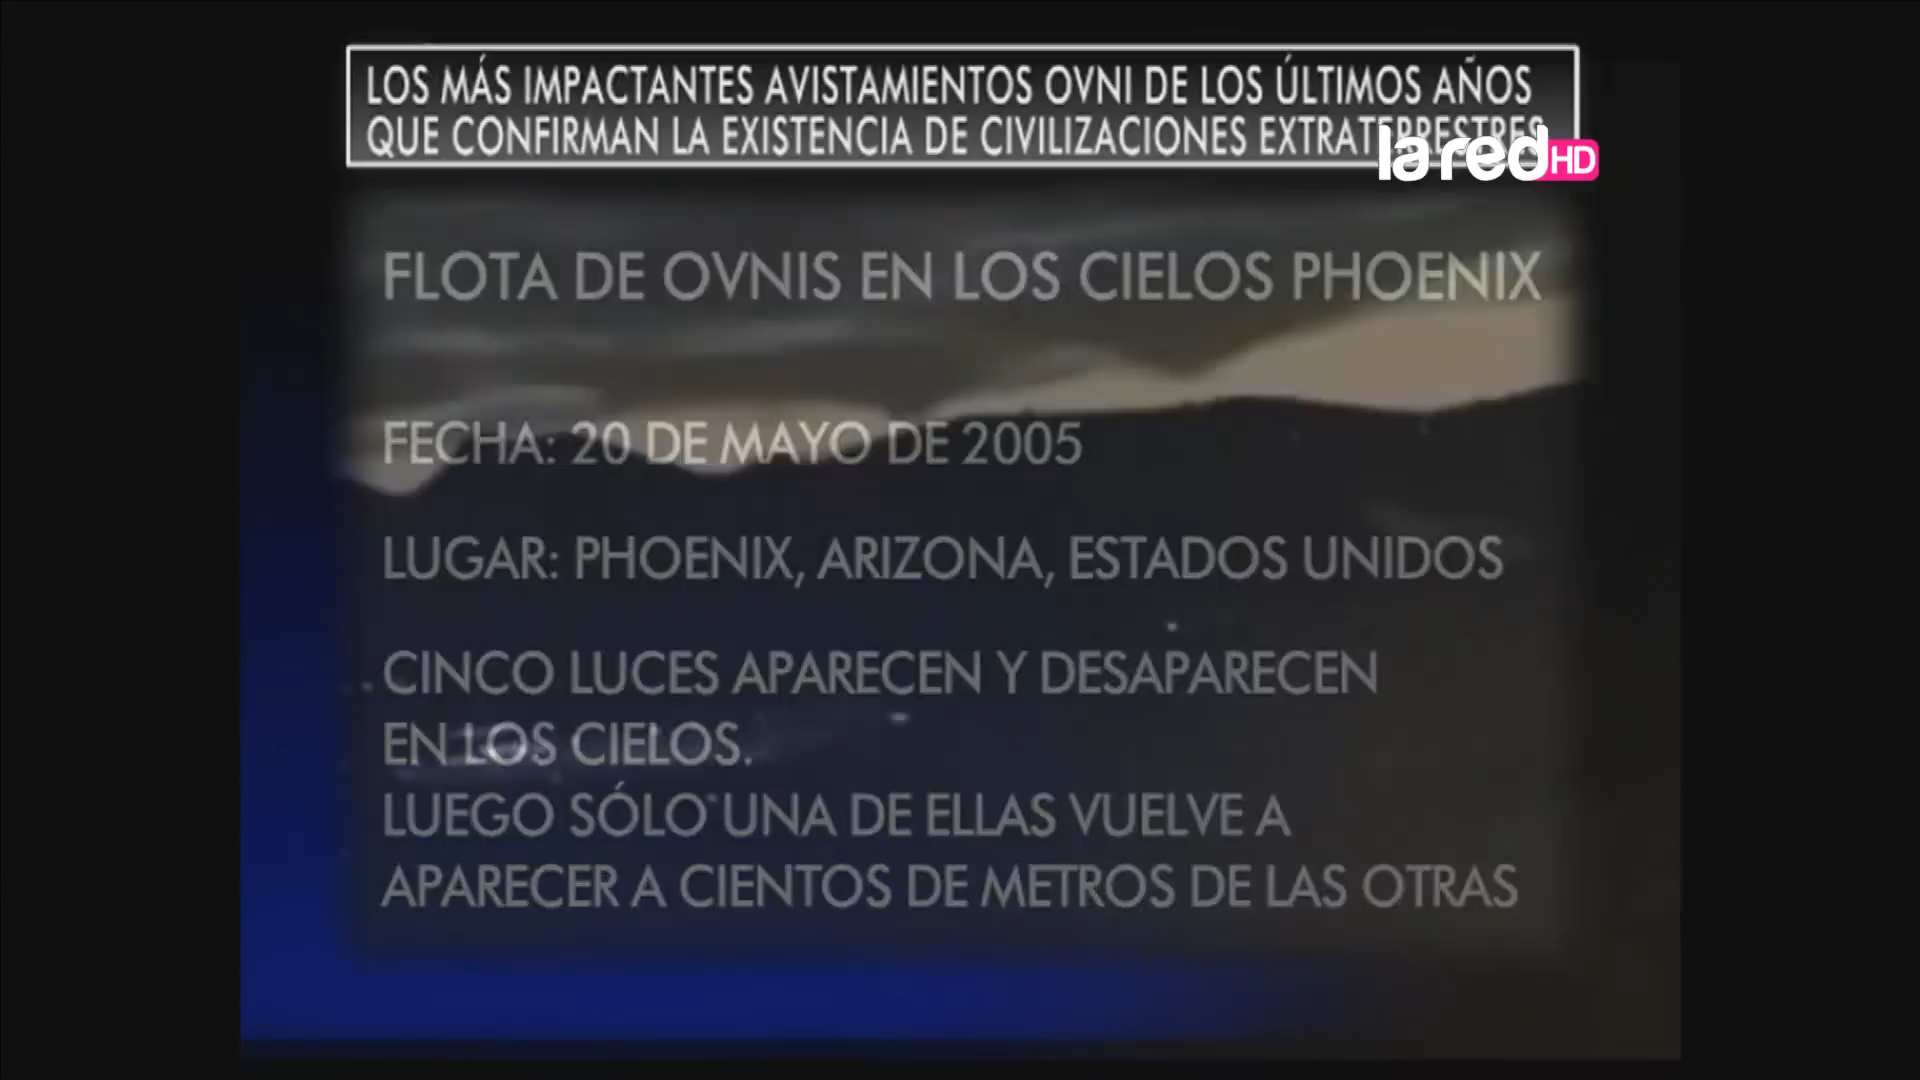 LOS MÁS IMPACTANTES AVISTAMIENTOS OVNI DE LOS ÚLTIMOS AÑOS
QUE CONFIRMAN LA EXISTENCIA DE CIVILIZACIONES EXTRATERRESTRES
la red HD
FLOTA DE OVNIS EN LOS CIELOS PHOENIX
FECHA: 20 DE MAYO DE 2005
LUGAR: PHOENIX, ARIZONA, ESTADOS UNIDOS
CINCO LUCES APARECEN Y DESAPARECEN
EN LOS CIELOS.
LUEGO SÓLO UNA DE ELLAS VUELVE A
APARECER A CIENTOS DE METROS DE LAS OTRAS